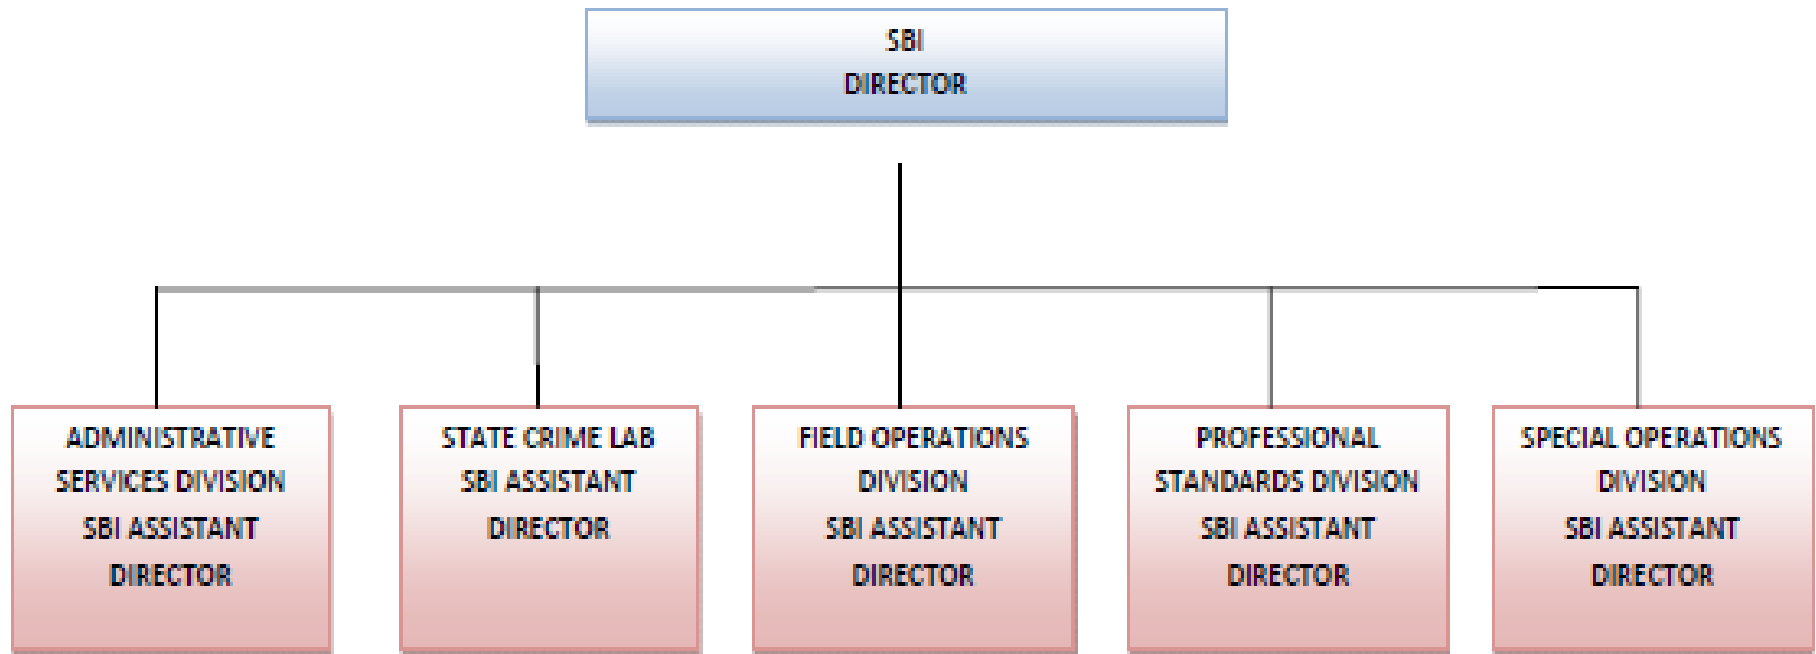 SBI
DIRECTOR
ADMINISTRATIVE
SERVICES DIVISION
SBI ASSISTANT
DIRECTOR
STATE CRIME LAB
SBI ASSISTANT
DIRECTOR
FIELD OPERATIONS
DIVISION
SBI ASSISTANT
DIRECTOR
PROFESSIONAL
STANDARDS DIVISION
SBI ASSISTANT
DIRECTOR
SPECIAL OPERATIONS
DIVISION
SBI ASSISTANT
DIRECTOR